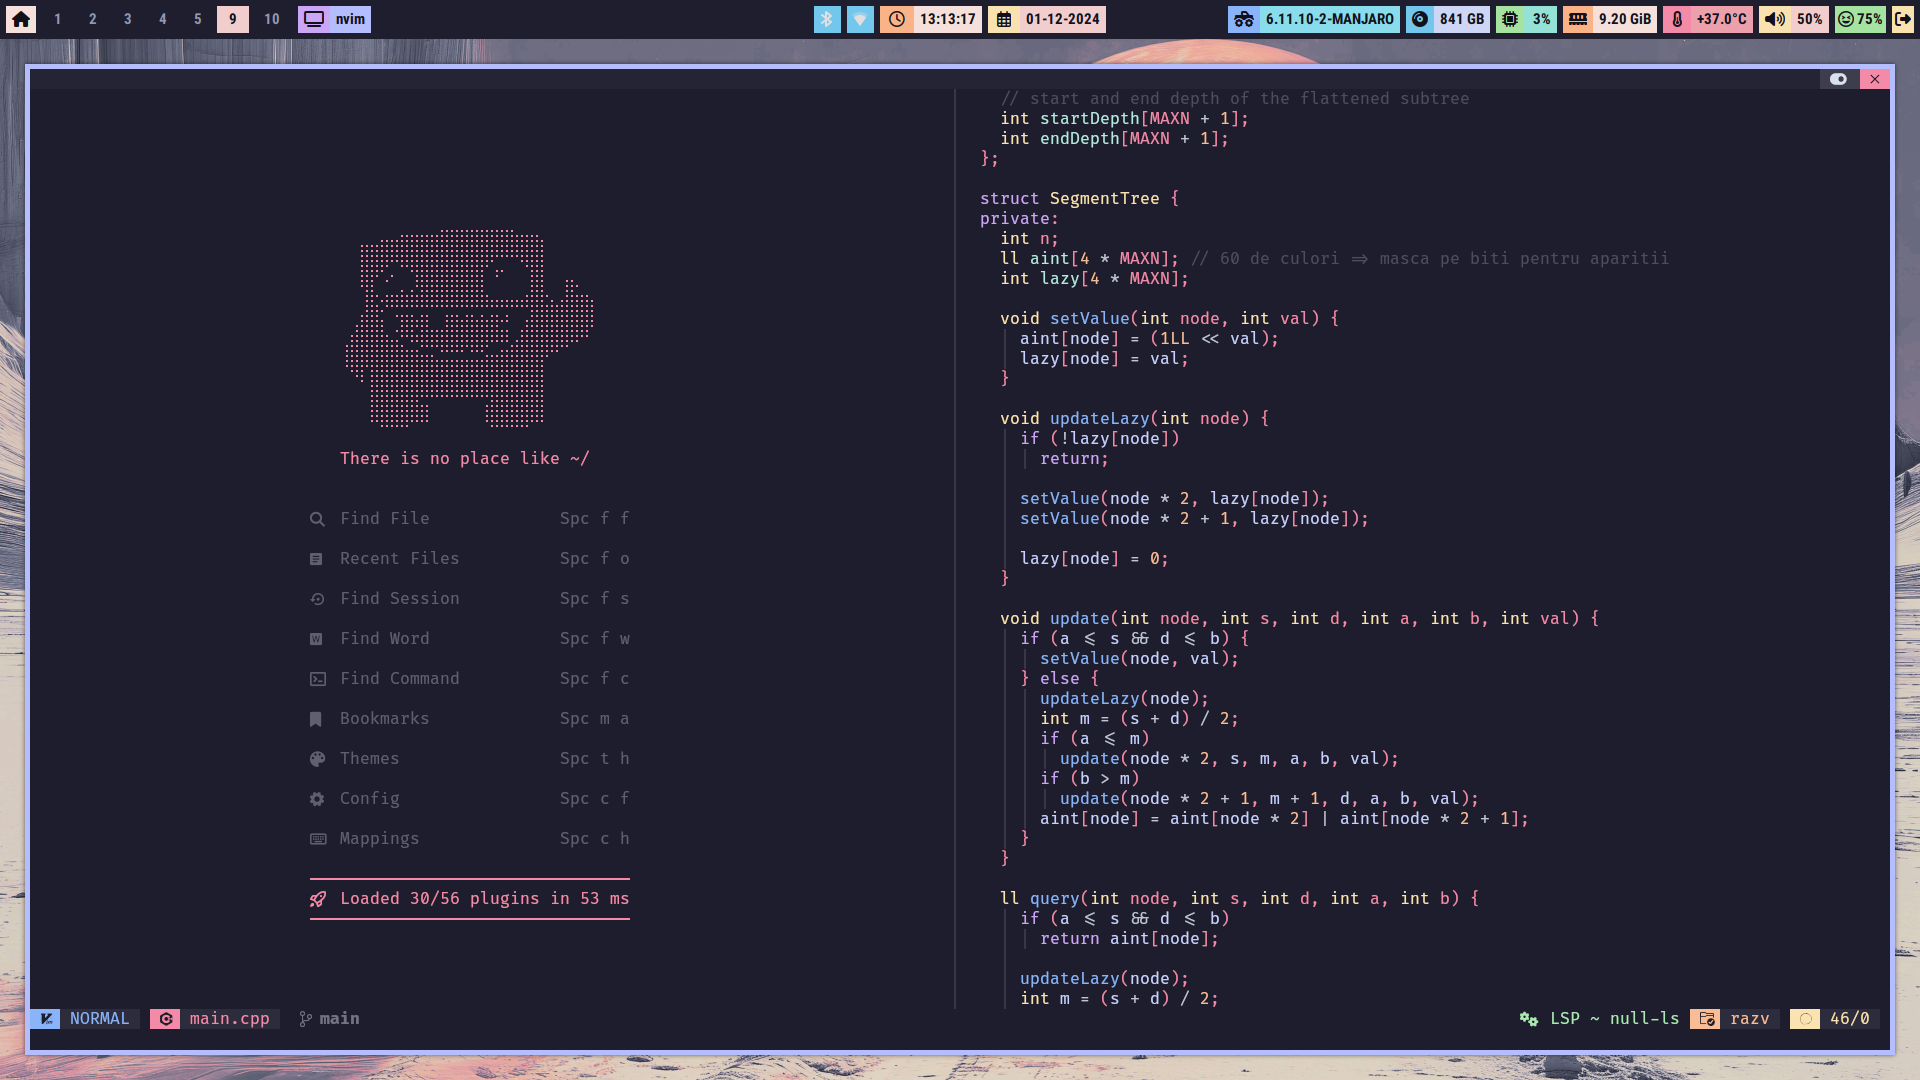 1 2 3 4 5 9 10 nvim 13:13:17 01-12-2024 6.11.10-2-MANJARO 841 GB 3% 9.20 GiB +37.0°C 50% 75%
There is no place like ~/
Find File Spc f f
Recent Files Spc f o
Find Session Spc f s
Find Word Spc f w
Find Command Spc f c
Bookmarks Spc m a
Themes Spc t h
Config Spc c f
Mappings Spc c h
Loaded 30/56 plugins in 53 ms
// start and end depth of the flattened subtree
int startDepth[MAXN + 1];
int endDepth[MAXN + 1];
};
struct SegmentTree {
private:
int n;
ll aint[4 * MAXN]; // 60 de culori => masca pe biti pentru aparitii
int lazy[4 * MAXN];
void setValue(int node, int val) {
aint[node] = (1LL << val);
lazy[node] = val;
}
void updateLazy(int node) {
if (!lazy[node])
return;
setValue(node * 2, lazy[node]);
setValue(node * 2 + 1, lazy[node]);
lazy[node] = 0;
}
void update(int node, int s, int d, int a, int b, int val) {
if (a <= s && d <= b) {
setValue(node, val);
} else {
updateLazy(node);
int m = (s + d) / 2;
if (a <= m)
update(node * 2, s, m, a, b, val);
if (b > m)
update(node * 2 + 1, m + 1, d, a, b, val);
aint[node] = aint[node * 2] | aint[node * 2 + 1];
}
}
ll query(int node, int s, int d, int a, int b) {
if (a <= s && d <= b)
return aint[node];
updateLazy(node);
int m = (s + d) / 2;
NORMAL main.cpp main LSP ~ null-ls razv 46/0